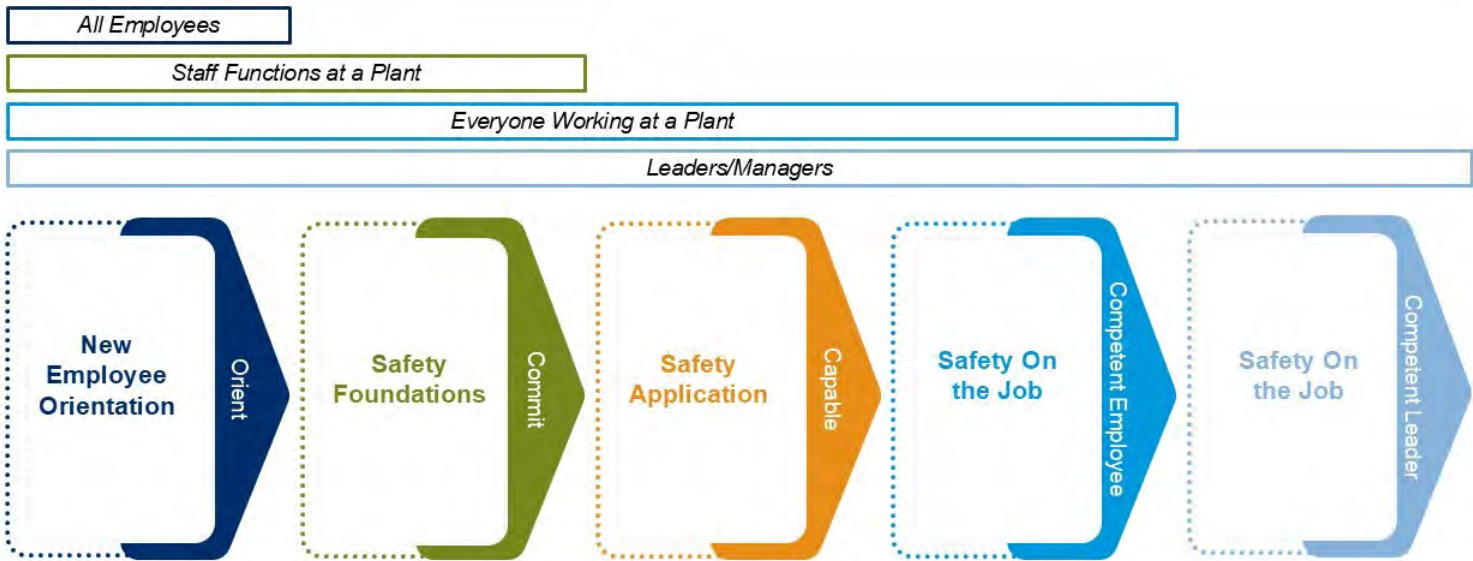 All Employees
Staff Functions at a Plant
Everyone Working at a Plant
Leaders/Managers
New
Employee
Orientation
Orient
Safety
Foundations
Commit
Safety
Application
Capable
Safety On
the Job
Competent Employee
Safety On
the Job
Competent Leader